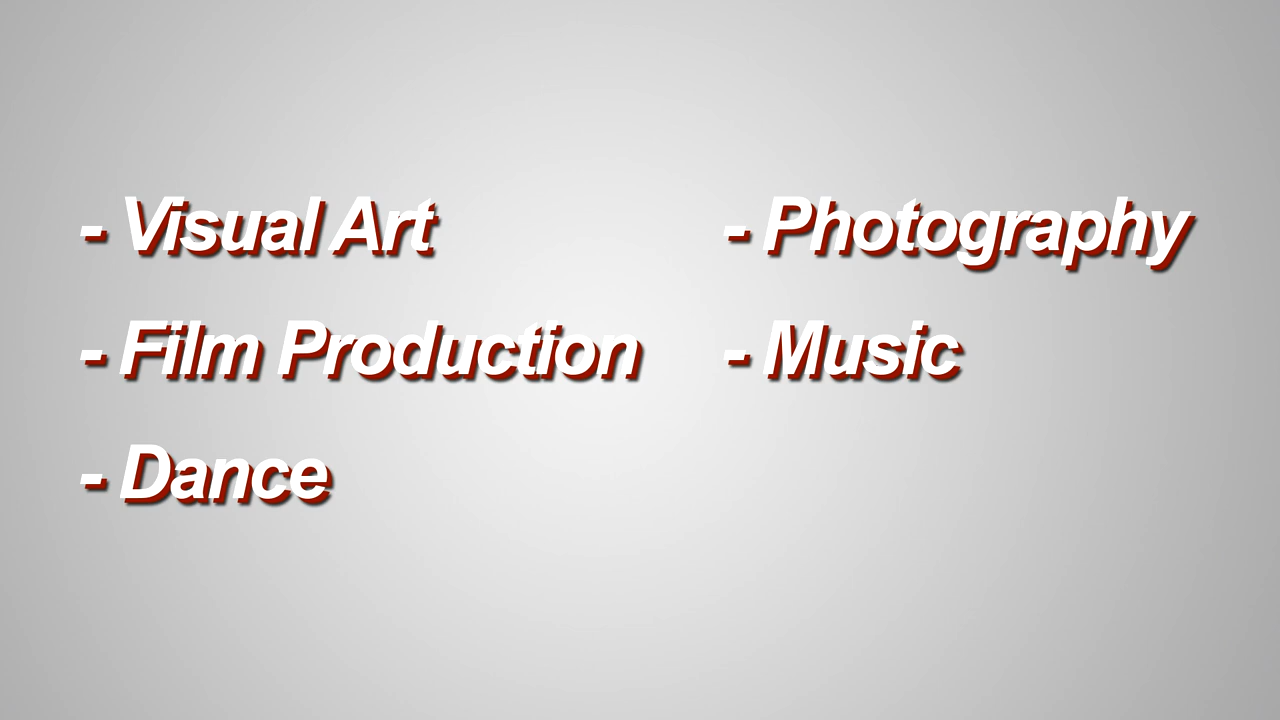 - Visual Art
- Film Production
- Dance
- Photography
- Music